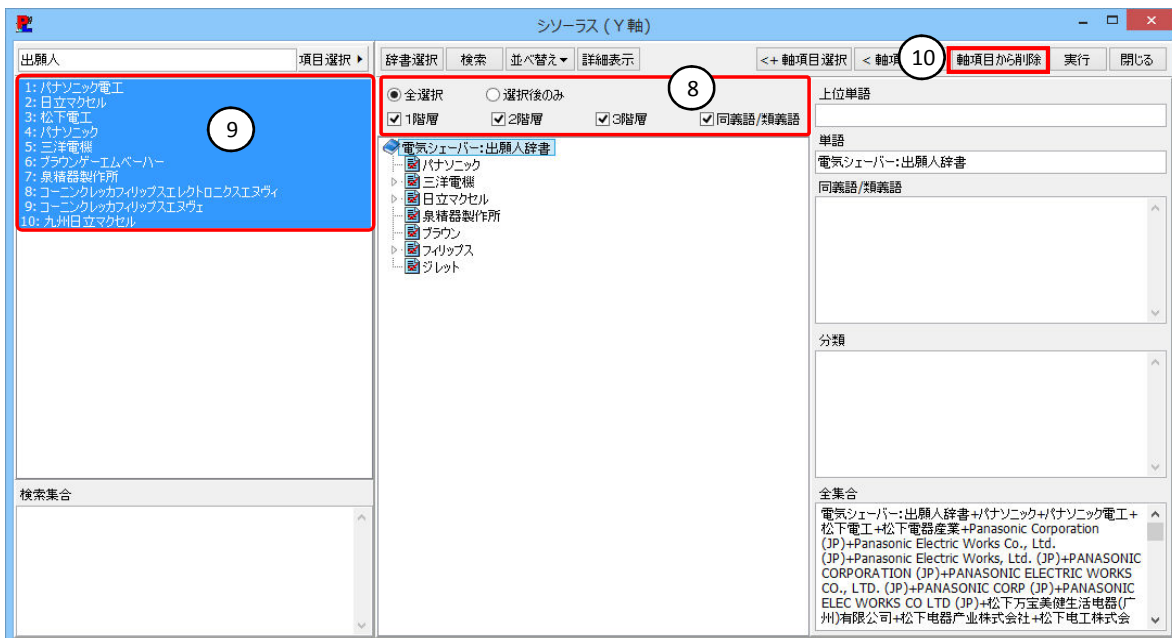 シソーラス ( Y 軸 )
出願人
項目選択
辞書選択 検索 並べ替え 詳細表示
<+ 軸項目選択 < 軸項 10 軸項目から削除 実行 閉じる
1: パナソニック電工
2: 日立マクセル
3: 松下電工
4: パナソニック
5: 三洋電機
6: ブラウンゲーエムベーハー
7: 泉精器製作所
8: コーニンクレッカフィリップスエレクトロニクスエヌヴィ
9: コーニンクレッカフィリップスエヌヴェ
10: 九州日立マクセル
9
検索集合
全選択 選択後のみ 8
1階層 2階層 3階層 同義語/類義語
電気シェーバー:出願人辞書
パナソニック
三洋電機
日立マクセル
泉精器製作所
ブラウン
フィリップス
ジレット
上位単語
単語
電気シェーバー:出願人辞書
同義語/類義語
分類
全集合
電気シェーバー:出願人辞書+パナソニック+パナソニック電工+
松下電工+松下電器産業+Panasonic Corporation
(JP)+Panasonic Electric Works Co., Ltd.
(JP)+Panasonic Electric Works, Ltd. (JP)+PANASONIC
CORPORATION (JP)+PANASONIC ELECTRIC WORKS
CO., LTD. (JP)+PANASONIC CORP (JP)+PANASONIC
ELEC WORKS CO LTD (JP)+松下万宝美健生活电器(广
州)有限公司+松下电器产业株式会社+松下电工株式会